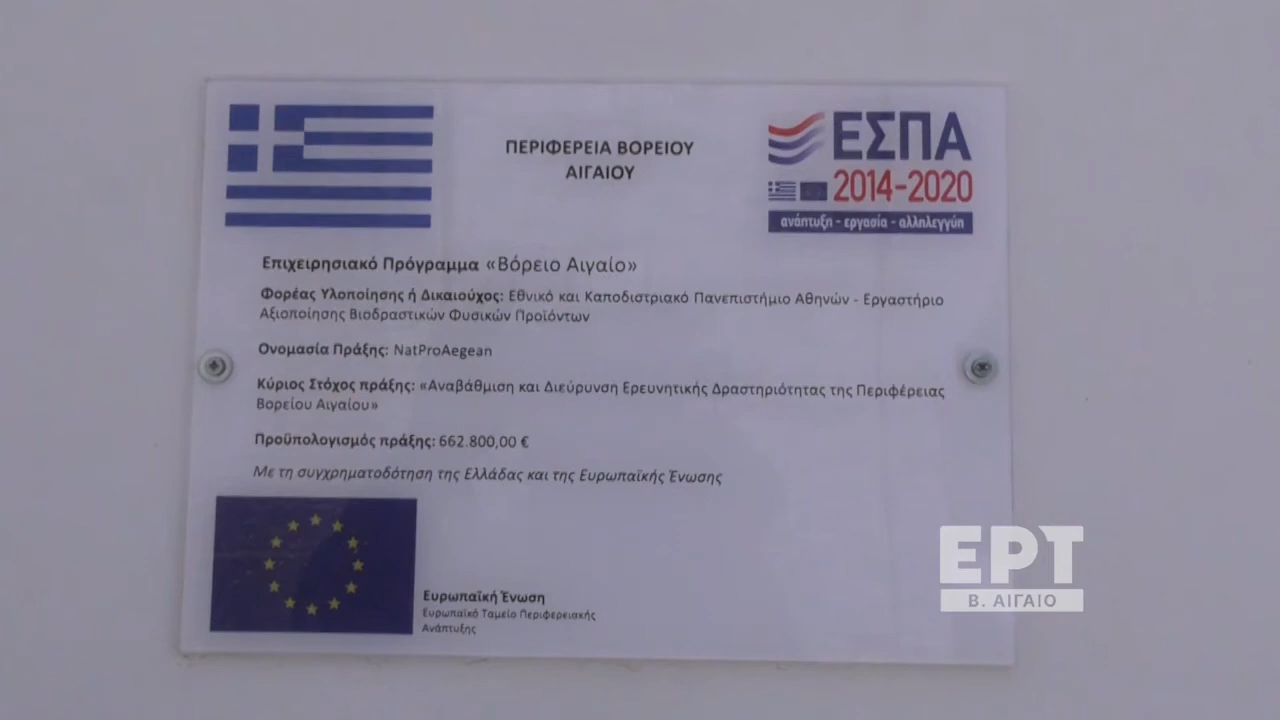 ΠΕΡΙΦΕΡΕΙΑ ΒΟΡΕΙΟΥ
ΑΙΓΑΙΟΥ
ΕΣΠΑ
2014-2020
ανάπτυξη - εργασία - αλληλεγγύη
Επιχειρησιακό Πρόγραμμα «Βόρειο Αιγαίο»
Φορέας Υλοποίησης ή Δικαιούχος: Εθνικό και Καποδιστριακό Πανεπιστήμιο Αθηνών - Εργαστήριο
Αξιοποίησης Βιοδραστικών Φυσικών Προϊόντων
Ονομασία Πράξης: NatProAegean
Κύριος Στόχος πράξης: «Αναβάθμιση και Διεύρυνση Ερευνητικής Δραστηριότητας της Περιφέρειας
Βορείου Αιγαίου»
Προϋπολογισμός πράξης: 662.800,00 €
Με τη συγχρηματοδότηση της Ελλάδας και της Ευρωπαϊκής Ένωσης
Ευρωπαϊκή Ένωση
Ευρωπαϊκό Ταμείο Περιφερειακής
Ανάπτυξης
ΕΡΤ
Β. ΑΙΓΑΙΟ